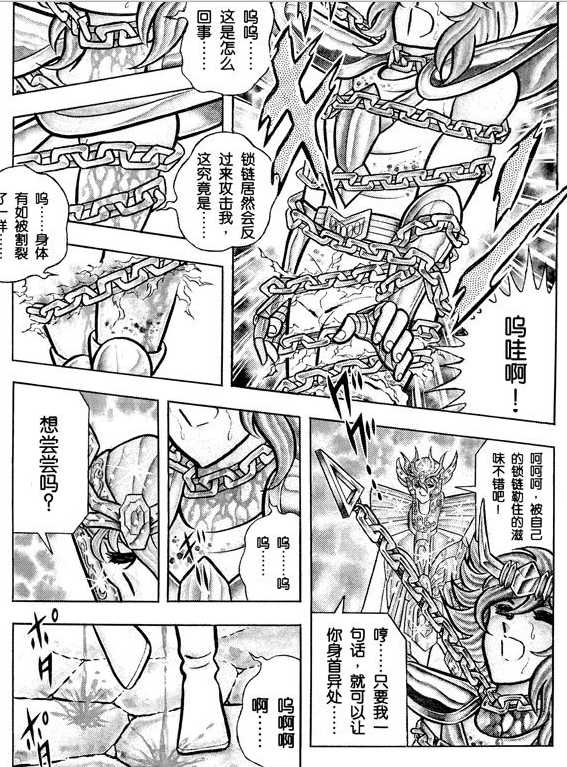 呜哇啊！
呜呜……
这是怎么
回事……
锁链居然会反
过来攻击我，
这究竟是……
呜……身体
有如被割裂
了一样……
呵呵呵，被自己
的锁链勒住的滋
味不错吧！
哼……只要我一
句话，就可以让
你身首异处……
呜……呜
呜……
想尝尝吗？
呜啊啊
啊……
ポタ
ポタ